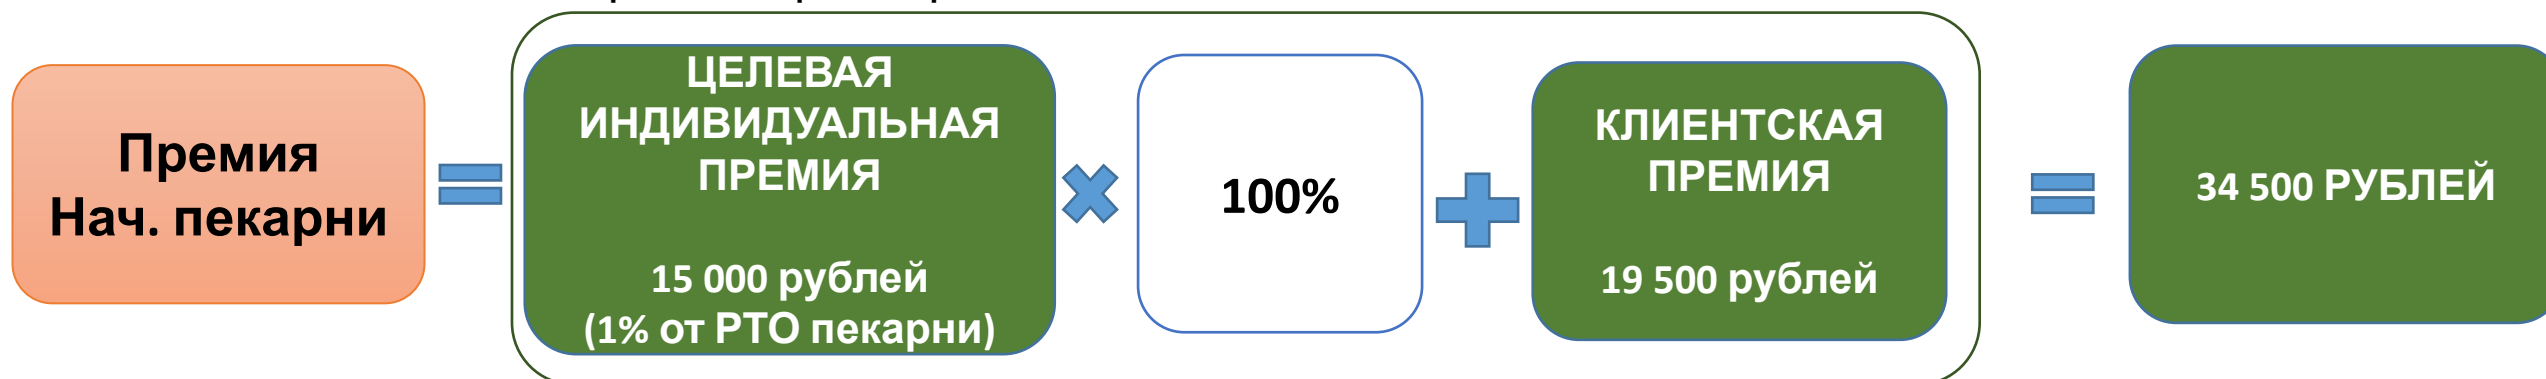 Премия
Нач. пекарни
ЦЕЛЕВАЯ
ИНДИВИДУАЛЬНАЯ
ПРЕМИЯ
15 000 рублей
(1% от РТО пекарни)
100%
КЛИЕНТСКАЯ
ПРЕМИЯ
19 500 рублей
34 500 РУБЛЕЙ